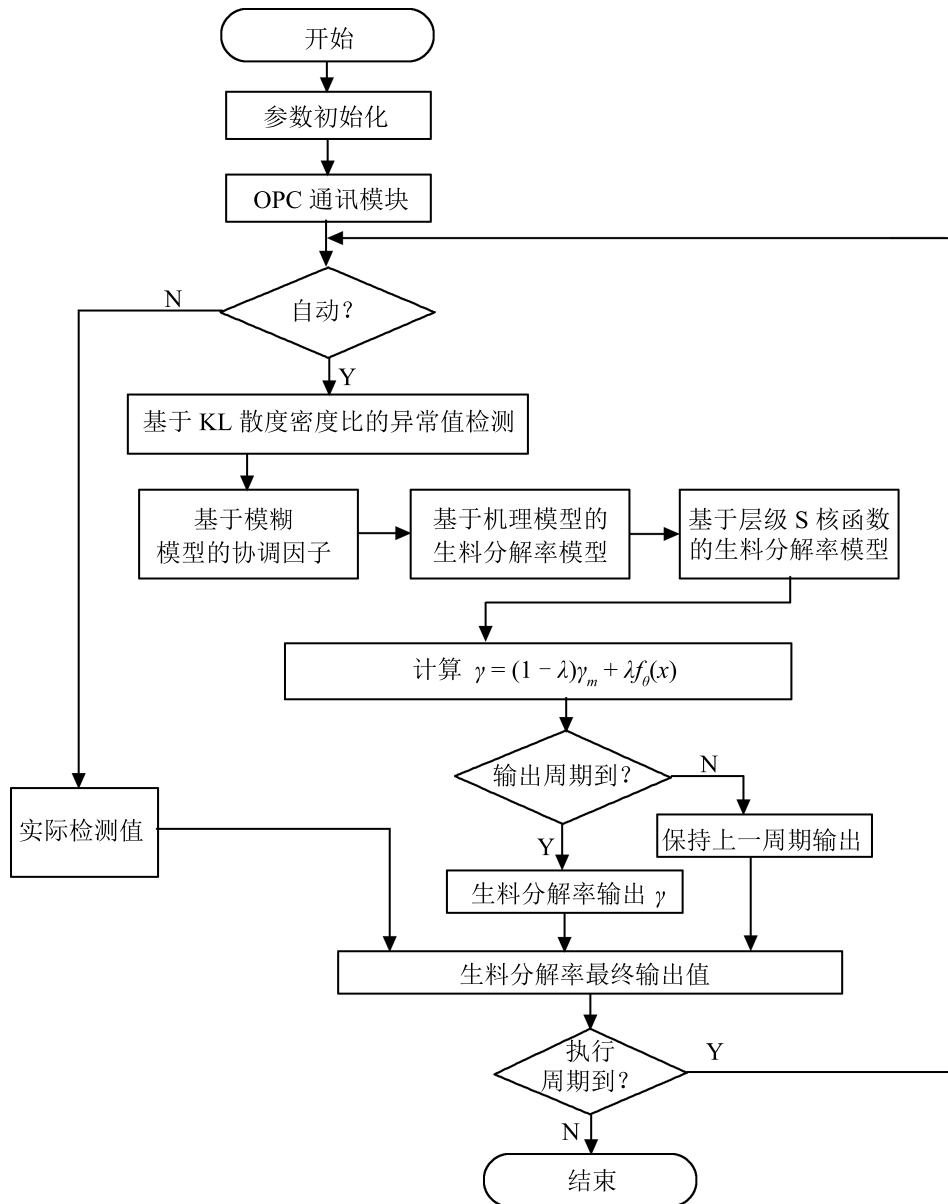 开始
参数初始化
OPC 通讯模块
N
自动？
Y
基于 KL 散度密度比的异常值检测
基于模糊
模型的协调因子
基于机理模型的
生料分解率模型
基于层级 S 核函数
的生料分解率模型
计算 γ = (1 − λ)γₘ + λf_θ(x)
输出周期到？
N
实际检测值
保持上一周期输出
Y
生料分解率输出 γ
生料分解率最终输出值
执行
周期到？
Y
N
结束